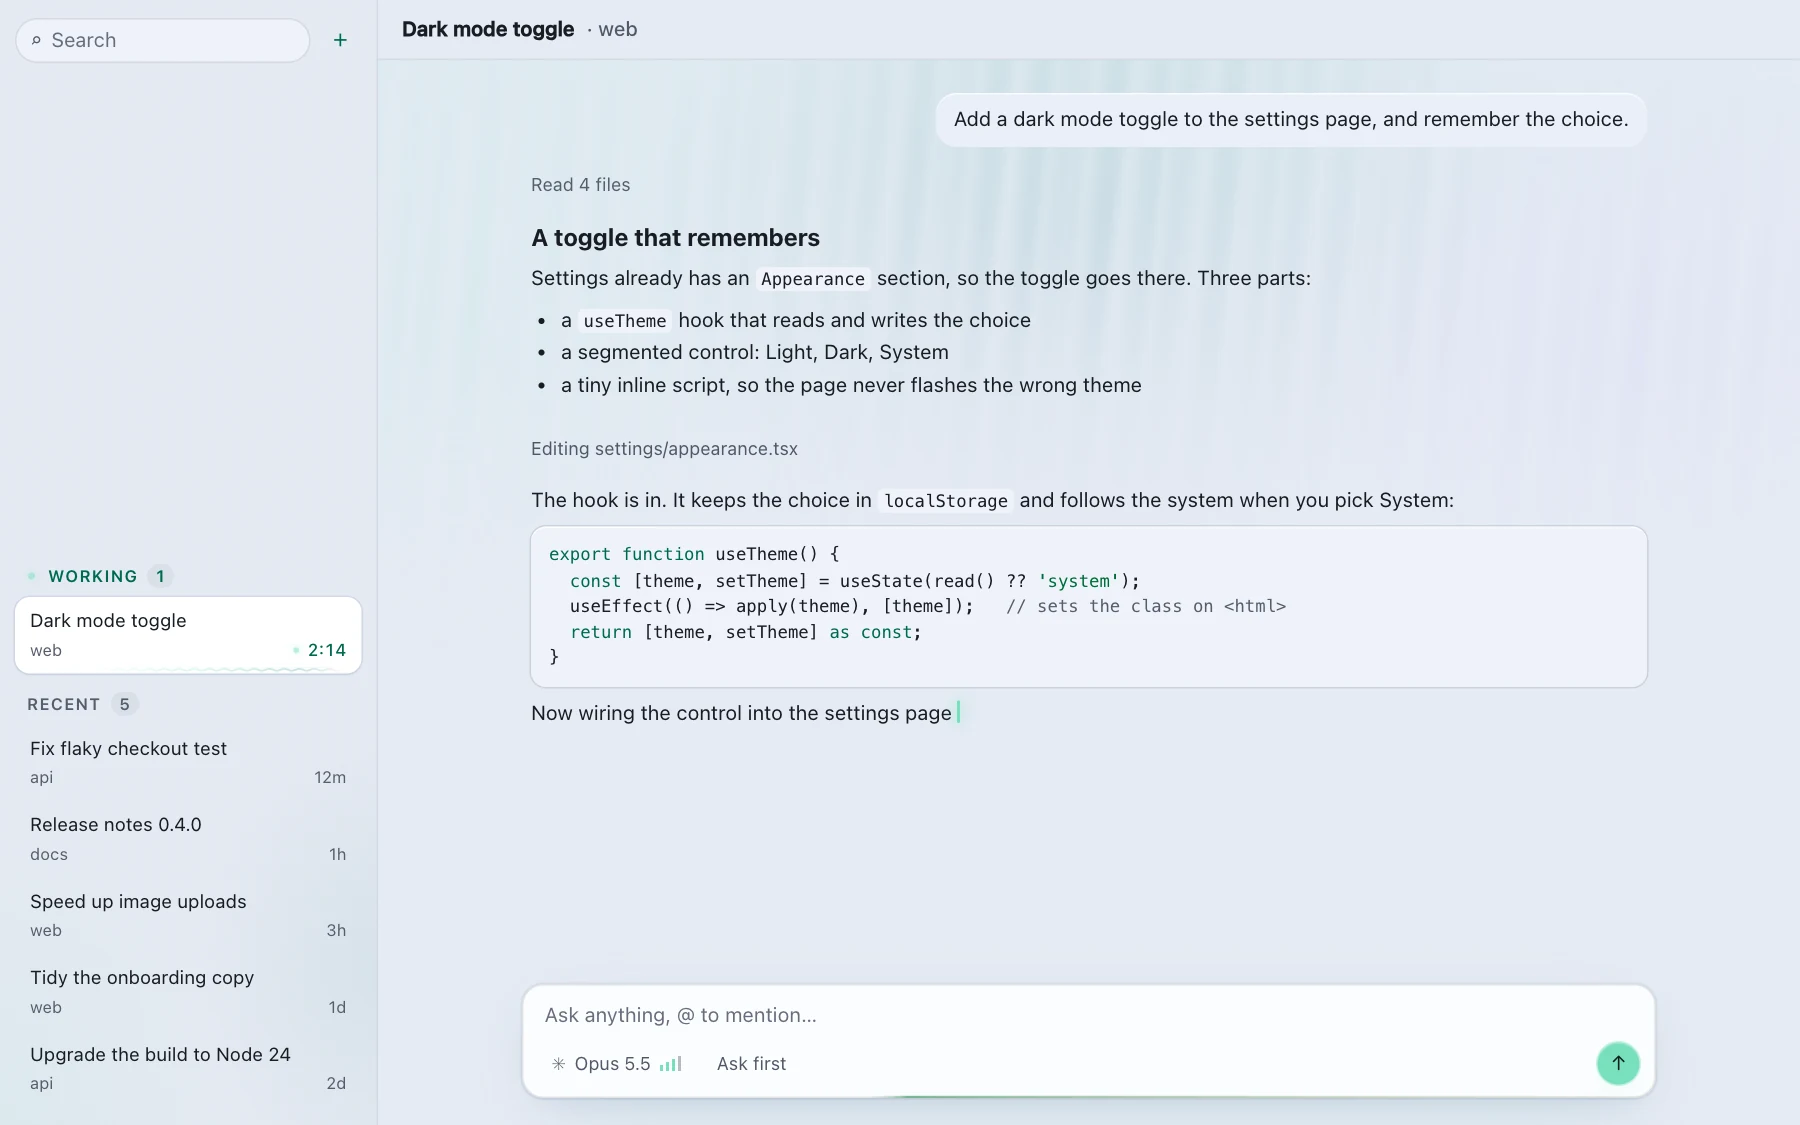 Search
+
WORKING 1
Dark mode toggle
web 2:14
RECENT 5
Fix flaky checkout test
api 12m
Release notes 0.4.0
docs 1h
Speed up image uploads
web 3h
Tidy the onboarding copy
web 1d
Upgrade the build to Node 24
api 2d
Dark mode toggle · web
Add a dark mode toggle to the settings page, and remember the choice.
Read 4 files
A toggle that remembers
Settings already has an Appearance section, so the toggle goes there. Three parts:
• a useTheme hook that reads and writes the choice
• a segmented control: Light, Dark, System
• a tiny inline script, so the page never flashes the wrong theme
Editing settings/appearance.tsx
The hook is in. It keeps the choice in localStorage and follows the system when you pick System:
export function useTheme() {
  const [theme, setTheme] = useState(read() ?? 'system');
  useEffect(() => apply(theme), [theme]);   // sets the class on <html>
  return [theme, setTheme] as const;
}
Now wiring the control into the settings page
Ask anything, @ to mention...
Opus 5.5 Ask first